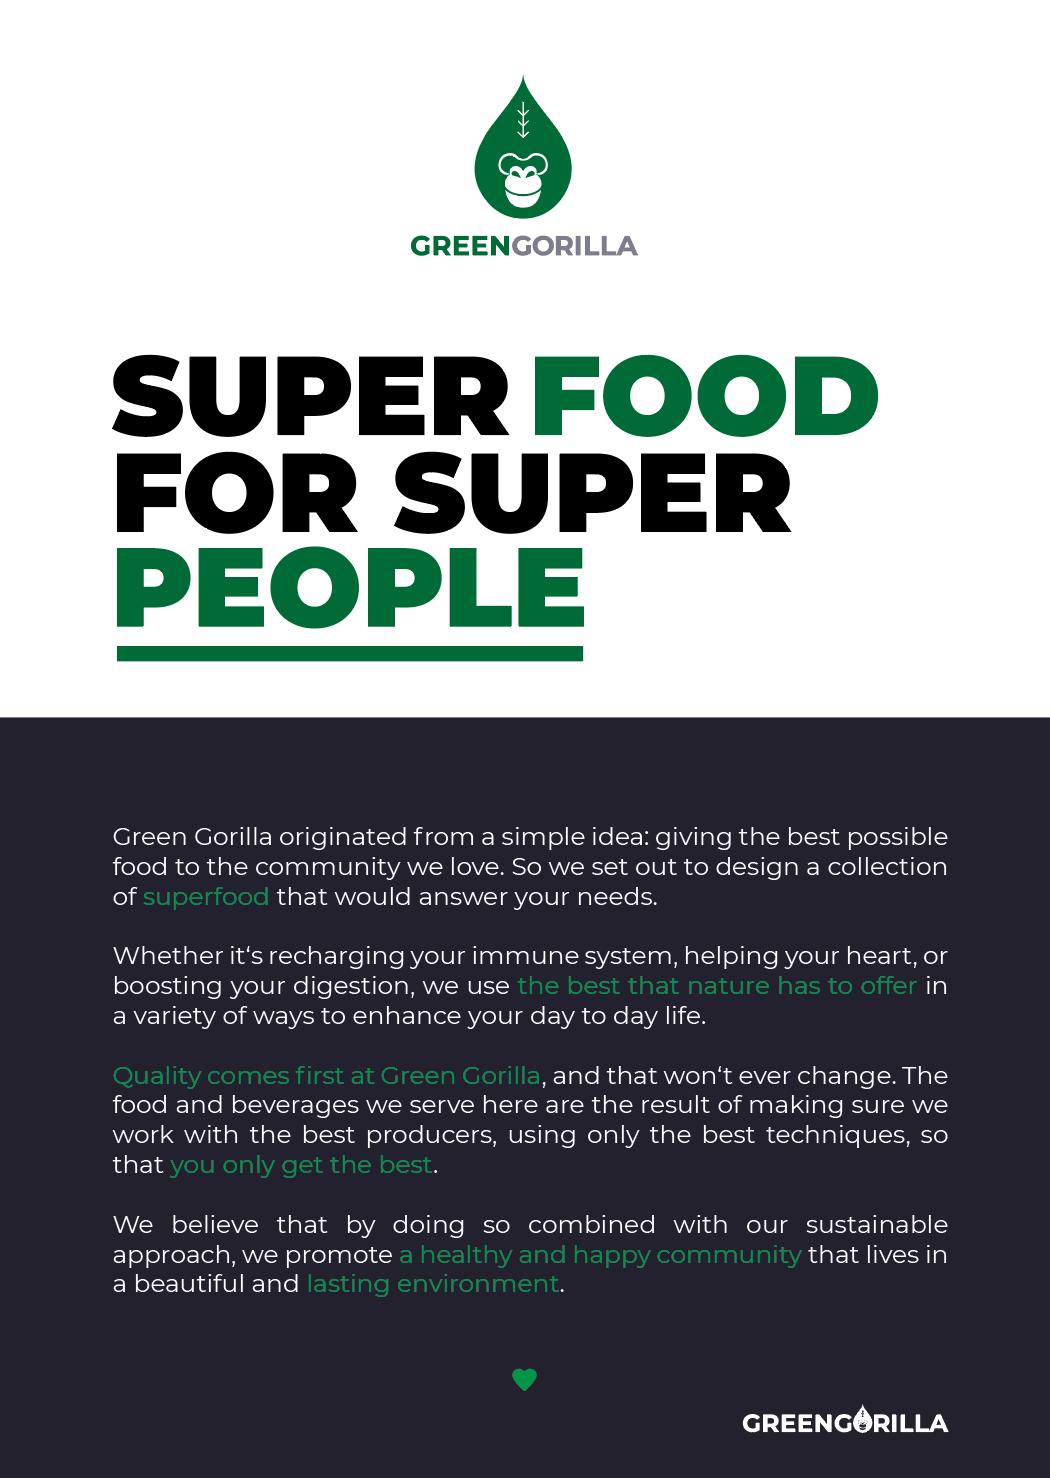 GREENGORILLA
SUPER FOOD
FOR SUPER
PEOPLE
Green Gorilla originated from a simple idea: giving the best possible
food to the community we love. So we set out to design a collection
of superfood that would answer your needs.
Whether it‘s recharging your immune system, helping your heart, or
boosting your digestion, we use the best that nature has to offer in
a variety of ways to enhance your day to day life.
Quality comes first at Green Gorilla, and that won‘t ever change. The
food and beverages we serve here are the result of making sure we
work with the best producers, using only the best techniques, so
that you only get the best.
We believe that by doing so combined with our sustainable
approach, we promote a healthy and happy community that lives in
a beautiful and lasting environment.
GREENGORILLA